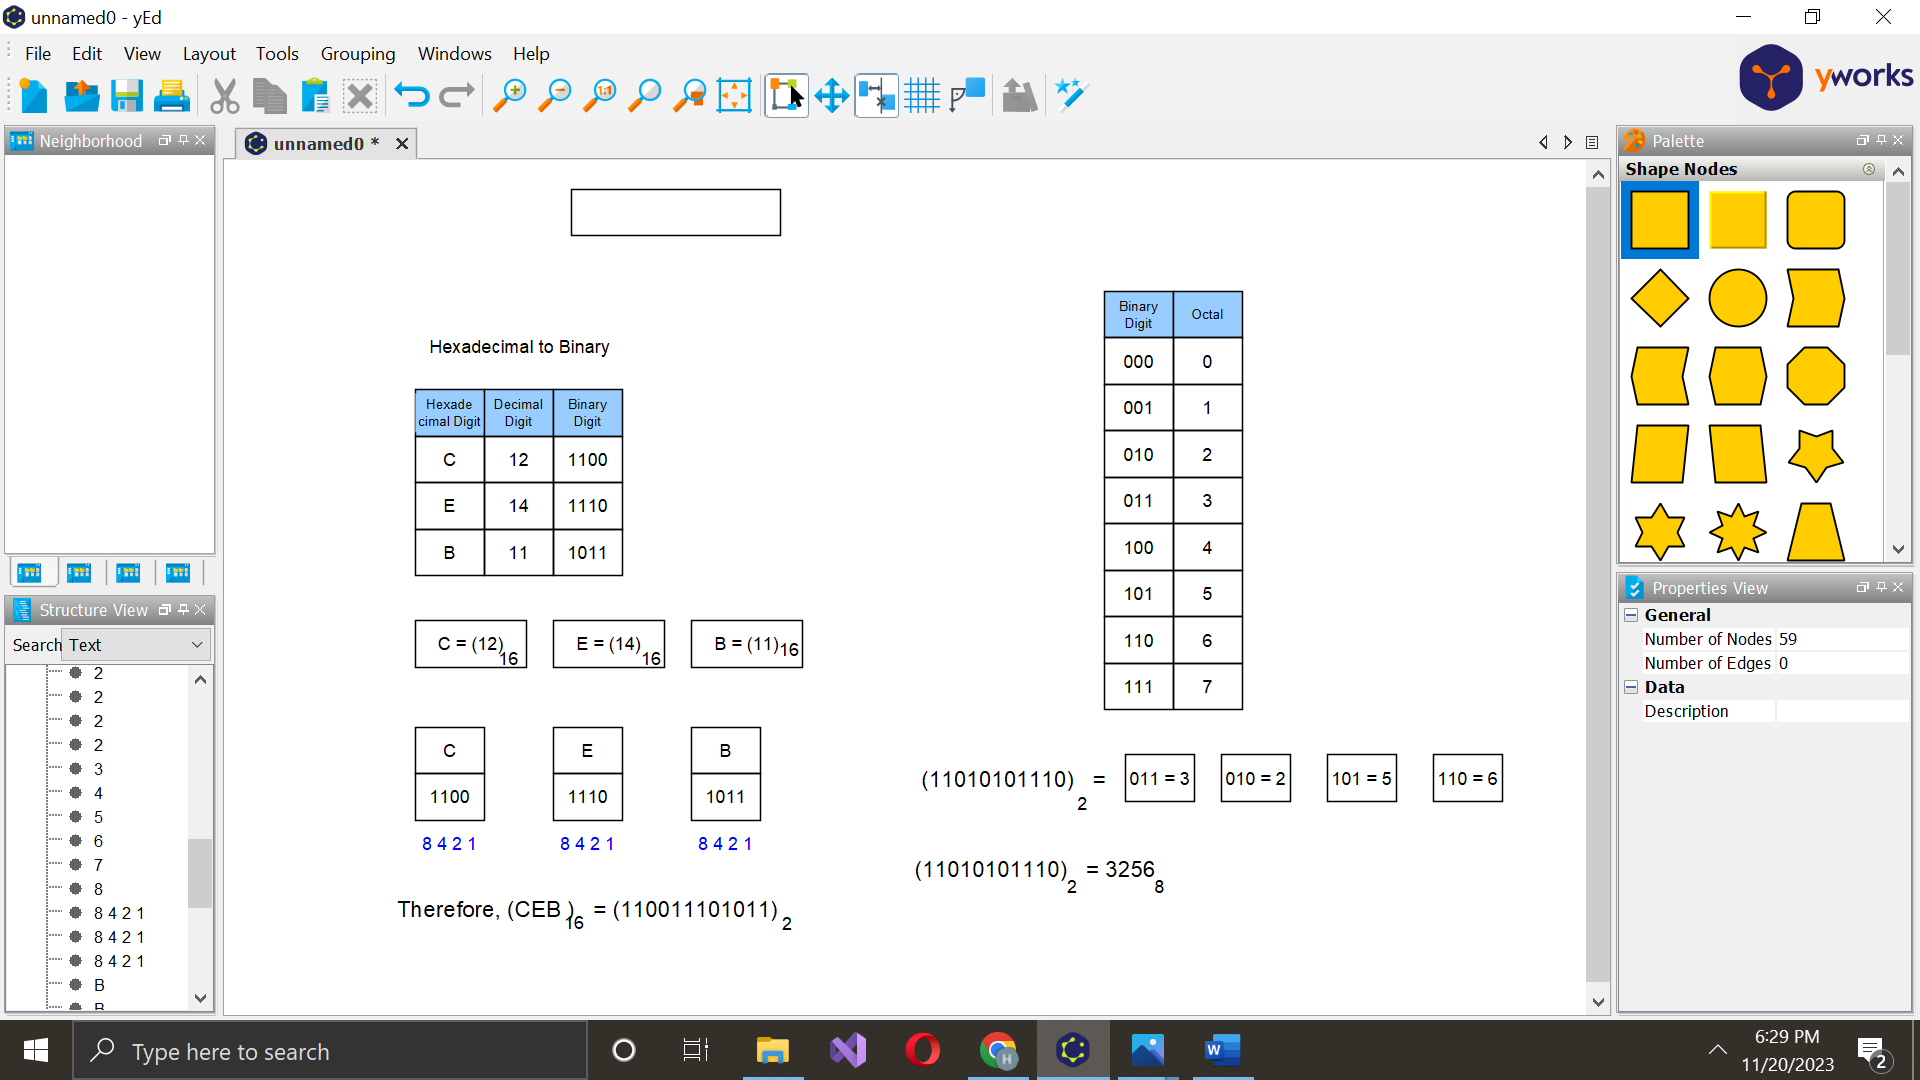 unnamed0 - yEd
File Edit View Layout Tools Grouping Windows Help
yworks
Neighborhood
unnamed0 *
Palette
Shape Nodes
Hexadecimal to Binary
Hexade
cimal Digit
Decimal
Digit
Binary
Digit
C 12 1100
E 14 1110
B 11 1011
C = (12)16
E = (14)16
B = (11)16
C
1100
8 4 2 1
E
1110
8 4 2 1
B
1011
8 4 2 1
Therefore, (CEB )16 = (110011101011)2
Binary
Digit
Octal
000 0
001 1
010 2
011 3
100 4
101 5
110 6
111 7
(11010101110)2 =
011 = 3
010 = 2
101 = 5
110 = 6
(11010101110)2 = 32568
Structure View
Search Text
2
2
2
2
3
4
5
6
7
8
8 4 2 1
8 4 2 1
8 4 2 1
B
B
Properties View
General
Number of Nodes 59
Number of Edges 0
Data
Description
Type here to search
H
W
6:29 PM
11/20/2023
2